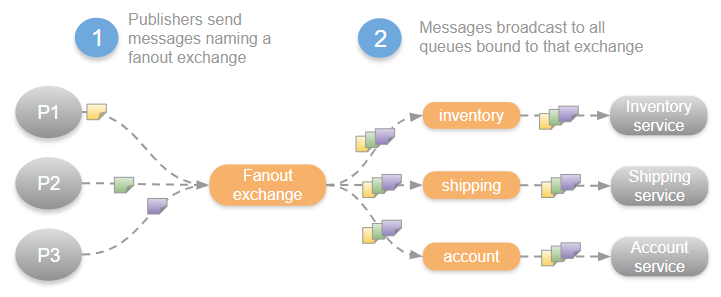 1
Publishers send
messages naming a
fanout exchange
2
Messages broadcast to all
queues bound to that exchange
P1
P2
P3
Fanout
exchange
inventory
shipping
account
Inventory
service
Shipping
service
Account
service